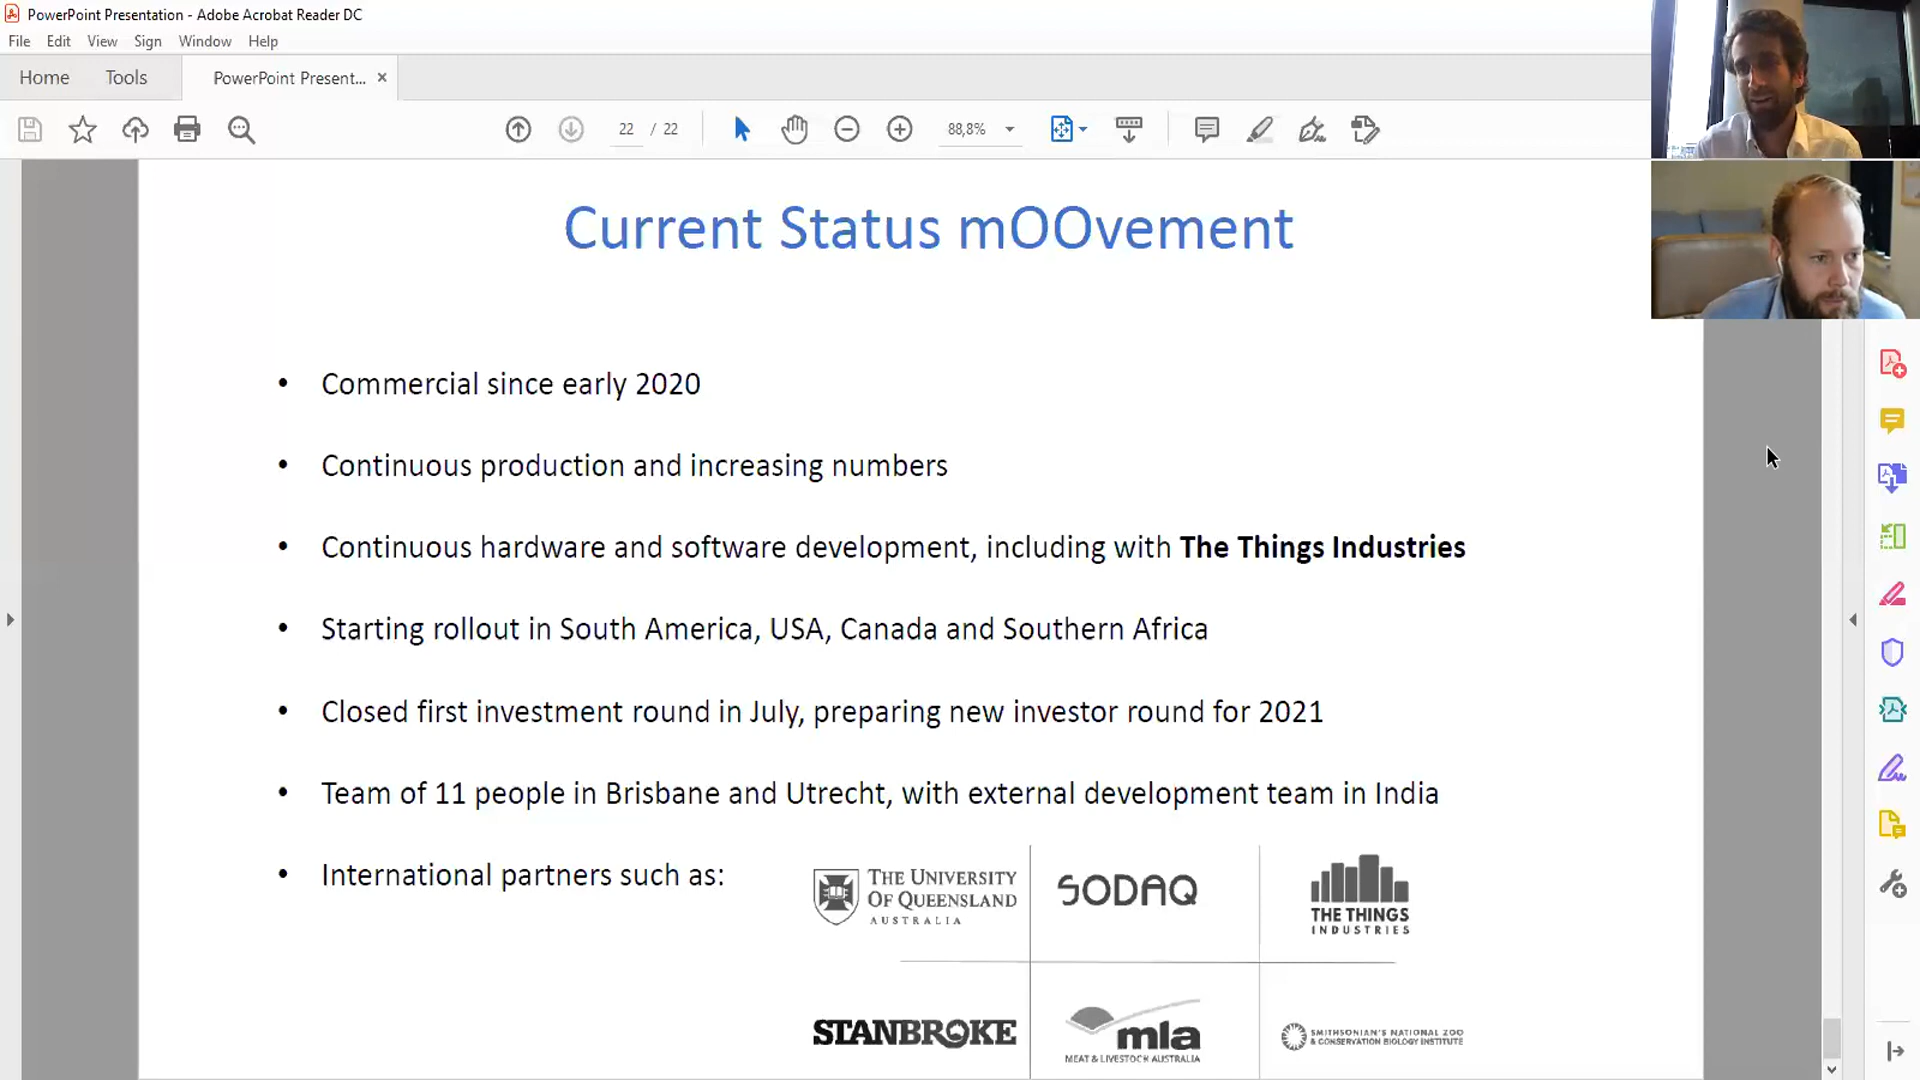 PowerPoint Presentation - Adobe Acrobat Reader DC
File Edit View Sign Window Help
Home Tools PowerPoint Present... ×
22 / 22 88,8%
Current Status mOOvement
• Commercial since early 2020
• Continuous production and increasing numbers
• Continuous hardware and software development, including with The Things Industries
• Starting rollout in South America, USA, Canada and Southern Africa
• Closed first investment round in July, preparing new investor round for 2021
• Team of 11 people in Brisbane and Utrecht, with external development team in India
• International partners such as:
THE UNIVERSITY
OF QUEENSLAND
AUSTRALIA
SODAQ
THE THINGS
INDUSTRIES
STANBROKE
mla
MEAT & LIVESTOCK AUSTRALIA
SMITHSONIAN'S NATIONAL ZOO
& CONSERVATION BIOLOGY INSTITUTE